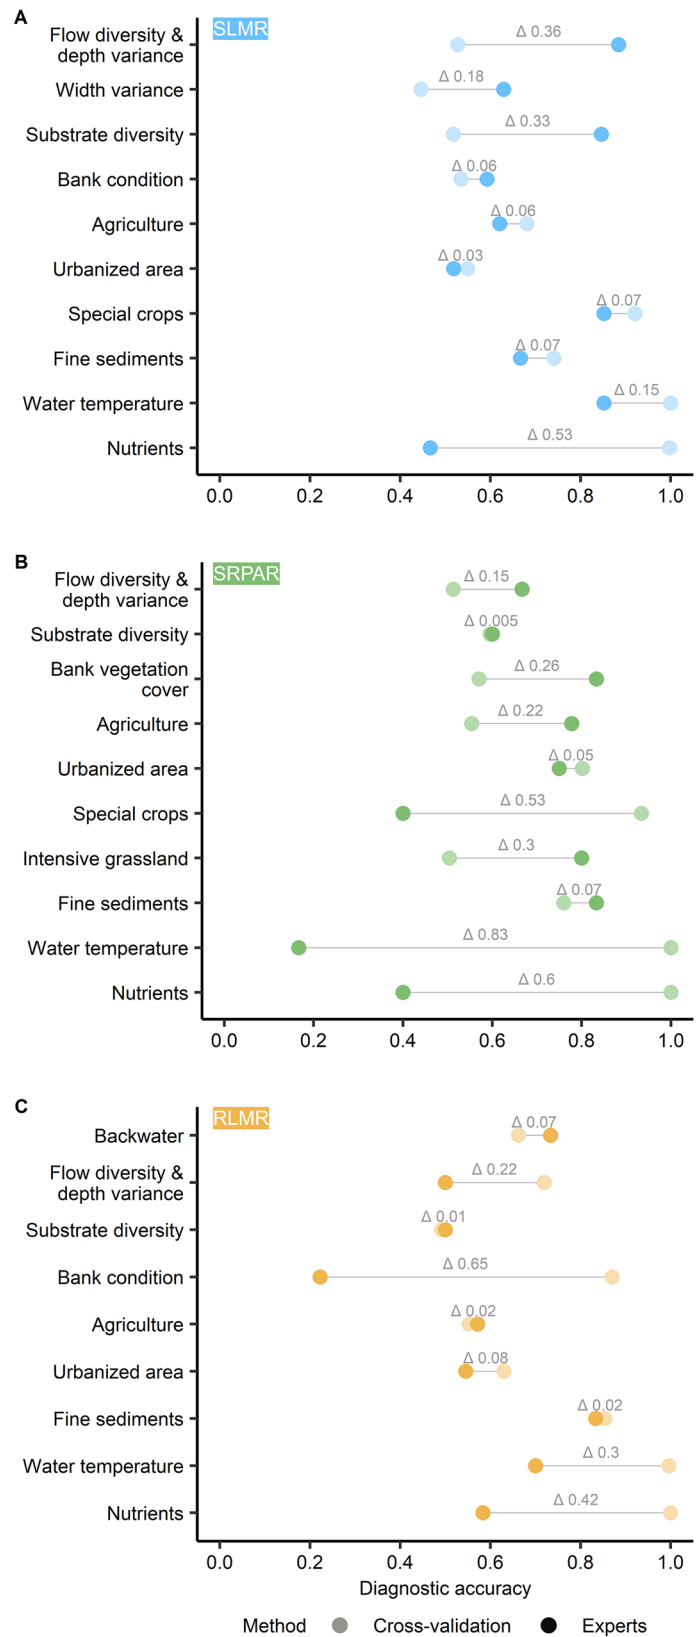 A
SLMR
Flow diversity &
depth variance
Δ 0.36
Width variance
Δ 0.18
Substrate diversity
Δ 0.33
Bank condition
Δ 0.06
Agriculture
Δ 0.06
Urbanized area
Δ 0.03
Special crops
Δ 0.07
Fine sediments
Δ 0.07
Water temperature
Δ 0.15
Nutrients
Δ 0.53
0.0 0.2 0.4 0.6 0.8 1.0
B
SRPAR
Flow diversity &
depth variance
Δ 0.15
Substrate diversity
Δ 0.005
Bank vegetation
cover
Δ 0.26
Agriculture
Δ 0.22
Urbanized area
Δ 0.05
Special crops
Δ 0.53
Intensive grassland
Δ 0.3
Fine sediments
Δ 0.07
Water temperature
Δ 0.83
Nutrients
Δ 0.6
0.0 0.2 0.4 0.6 0.8 1.0
C
RLMR
Backwater
Δ 0.07
Flow diversity &
depth variance
Δ 0.22
Substrate diversity
Δ 0.01
Bank condition
Δ 0.65
Agriculture
Δ 0.02
Urbanized area
Δ 0.08
Fine sediments
Δ 0.02
Water temperature
Δ 0.3
Nutrients
Δ 0.42
0.0 0.2 0.4 0.6 0.8 1.0
Diagnostic accuracy
Method Cross-validation Experts